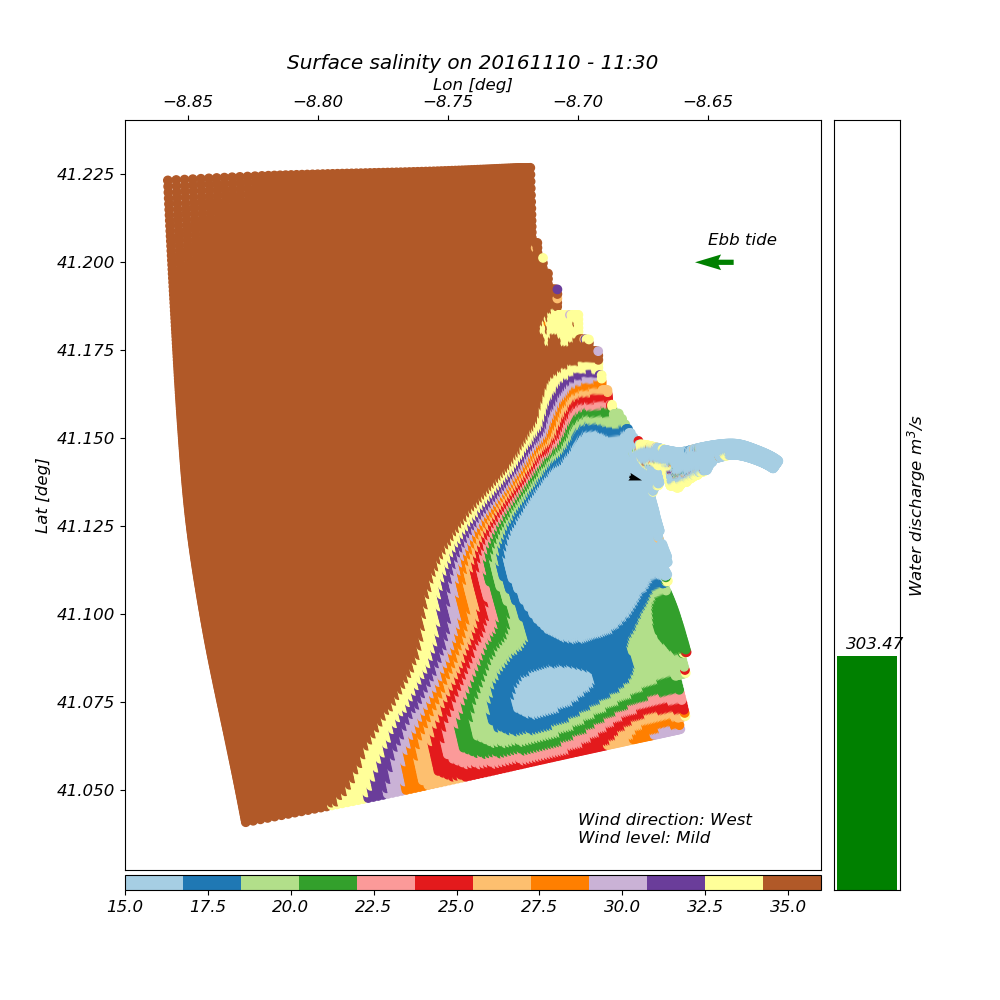 Surface salinity on 20161110 - 11:30
Lon [deg]
−8.85 −8.80 −8.75 −8.70 −8.65
41.225
41.200
41.175
41.150
41.125
41.100
41.075
41.050
Lat [deg]
Ebb tide
Water discharge m³/s
303.47
Wind direction: West
Wind level: Mild
15.0 17.5 20.0 22.5 25.0 27.5 30.0 32.5 35.0